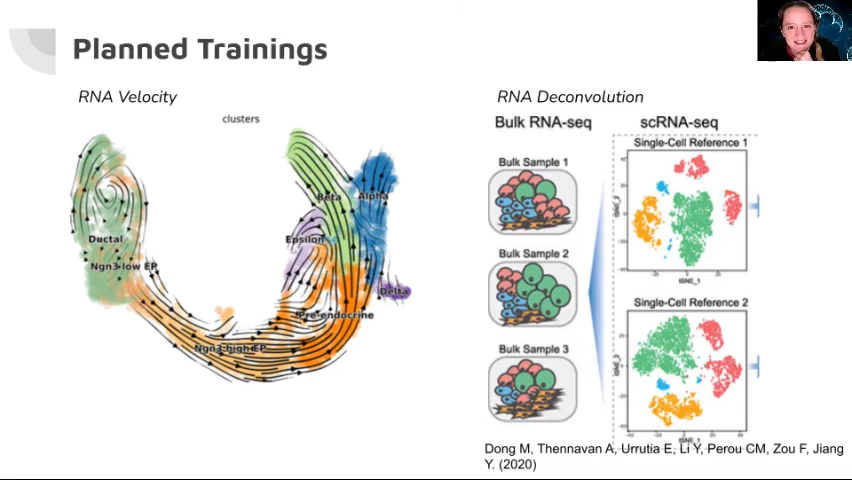 Planned Trainings
RNA Velocity
clusters
Beta
Alpha
Ductal
Epsilon
Ngn3 low EP
Delta
Pre-endocrine
Ngn3 high EP
RNA Deconvolution
Bulk RNA-seq
scRNA-seq
Bulk Sample 1
Bulk Sample 2
Bulk Sample 3
Single-Cell Reference 1
tSNE_1
Single-Cell Reference 2
tSNE_1
Dong M, Thennavan A, Urrutia E, Li Y, Perou CM, Zou F, Jiang
Y. (2020)